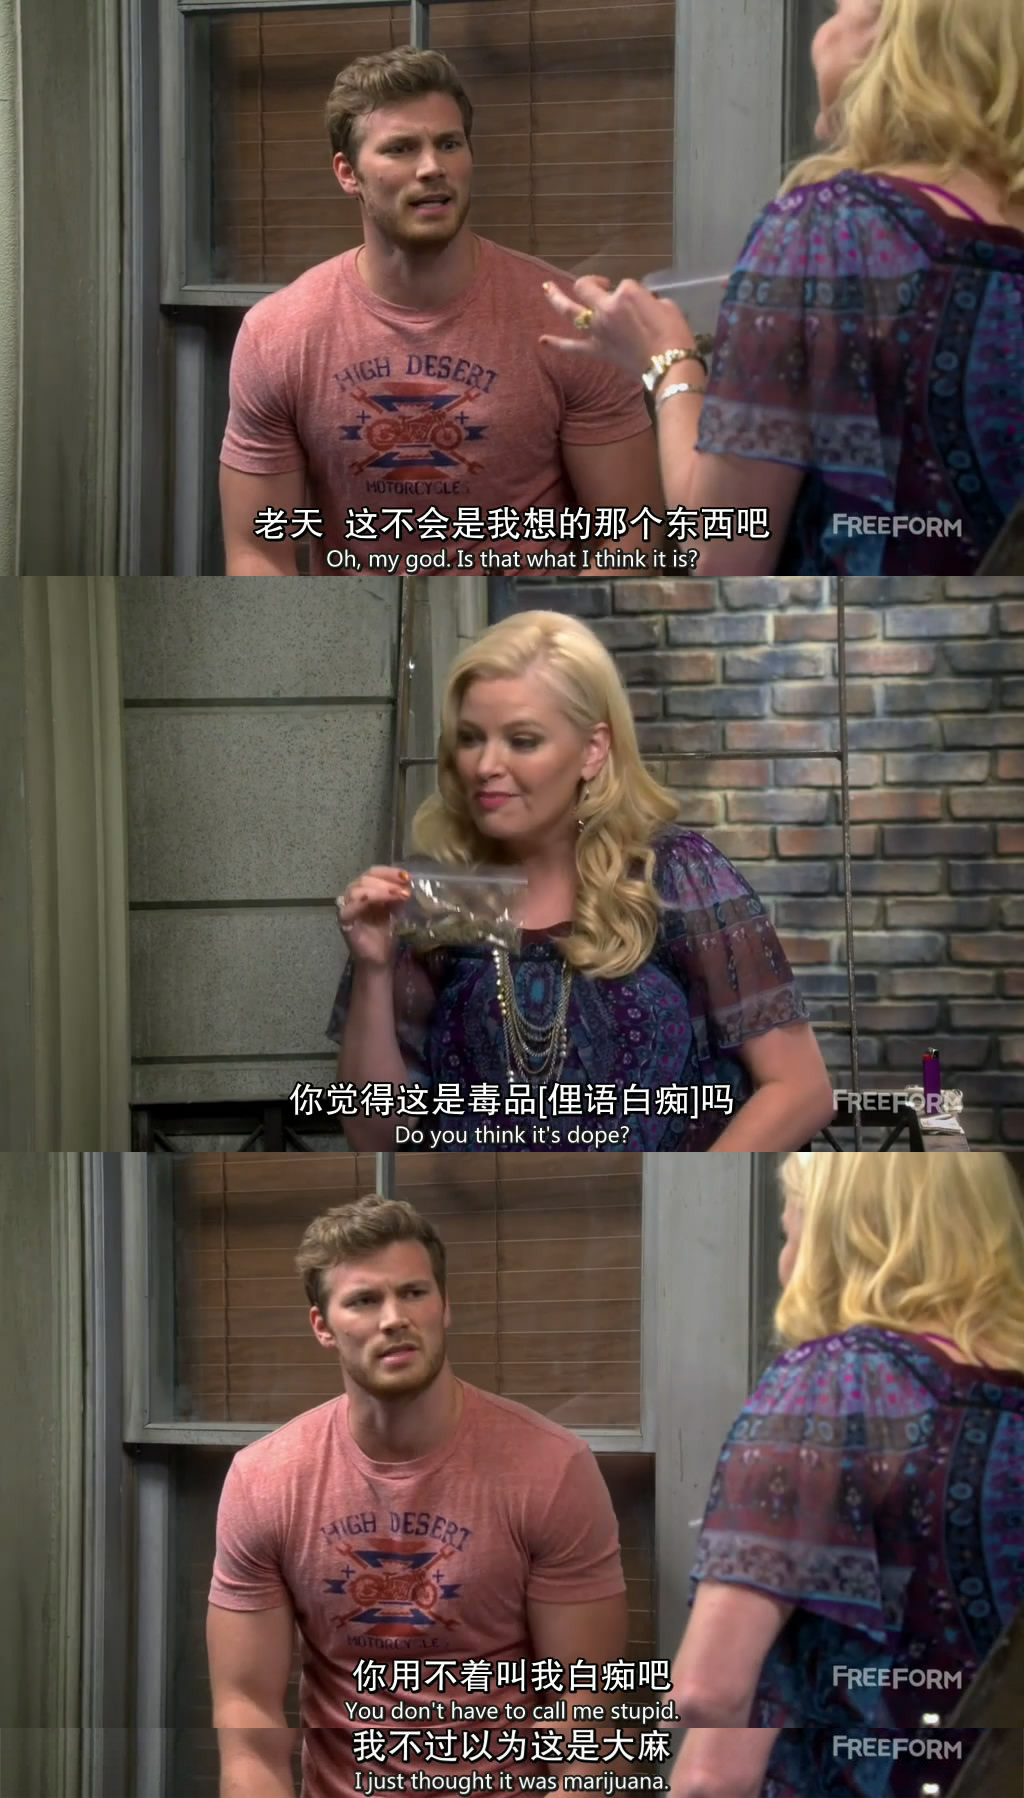 HIGH DESERT
MOTORCYCLES
老天 这不会是我想的那个东西吧
FREEFORM
Oh, my god. Is that what I think it is?
你觉得这是毒品[俚语白痴]吗
FREEFORM
Do you think it's dope?
HIGH DESERT
MOTORCYCLES
你用不着叫我白痴吧
FREEFORM
You don't have to call me stupid.
我不过以为这是大麻
FREEFORM
I just thought it was marijuana.